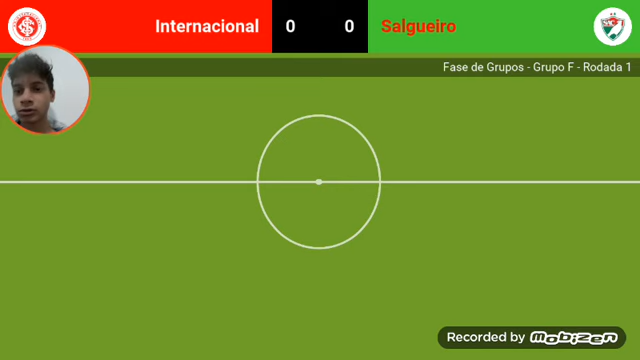 Internacional 0 0 Salgueiro
Fase de Grupos - Grupo F - Rodada 1
Recorded by Mobizen